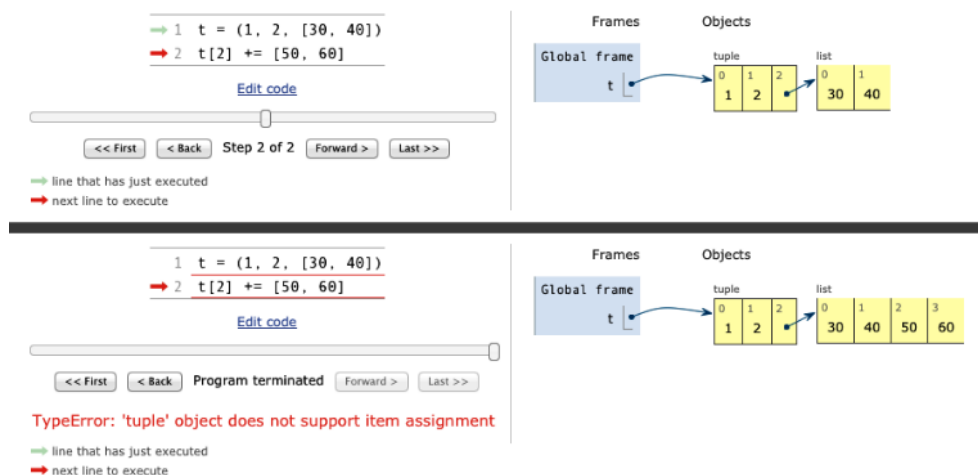 1 t = (1, 2, [30, 40])
2 t[2] += [50, 60]
Edit code
<< First < Back Step 2 of 2 Forward > Last >>
line that has just executed
next line to execute
Frames Objects
Global frame
t
tuple list
0 1 2 0 1
1 2 30 40
1 t = (1, 2, [30, 40])
2 t[2] += [50, 60]
Edit code
<< First < Back Program terminated Forward > Last >>
TypeError: 'tuple' object does not support item assignment
line that has just executed
next line to execute
Frames Objects
Global frame
t
tuple list
0 1 2 0 1 2 3
1 2 30 40 50 60